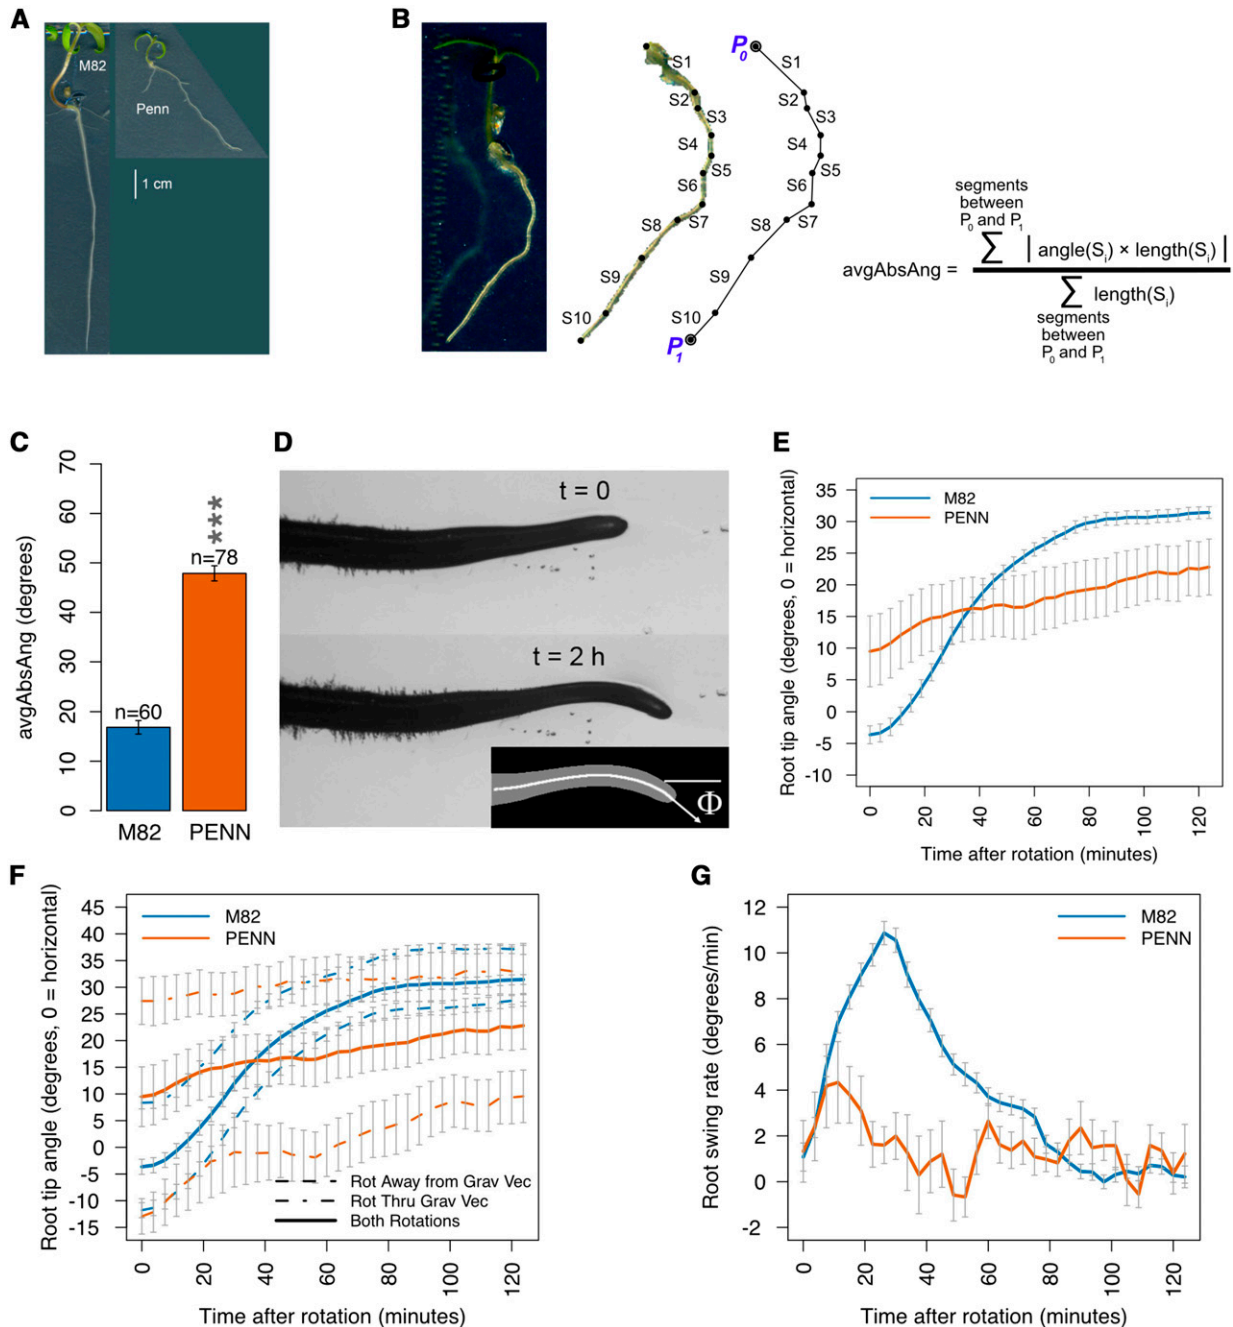 A
M82
Penn
1 cm
B
S1
S2
S3
S4
S5
S6
S7
S8
S9
S10
P0
S1
S2
S3
S4
S5
S6
S7
S8
S9
S10
P1
segments
between
P0 and P1
avgAbsAng = ∑ | angle(Si) × length(Si) |
∑ length(Si)
segments
between
P0 and P1
C
avgAbsAng (degrees)
70
60
50
40
30
20
10
0
n=60
***
n=78
M82
PENN
D
t = 0
t = 2 h
Φ
E
Root tip angle (degrees, 0 = horizontal)
35
30
25
20
15
10
5
0
-5
-10
M82
PENN
0
20
40
60
80
100
120
Time after rotation (minutes)
F
Root tip angle (degrees, 0 = horizontal)
45
40
35
30
25
20
15
10
5
0
-5
-10
-15
M82
PENN
Rot Away from Grav Vec
Rot Thru Grav Vec
Both Rotations
0
20
40
60
80
100
120
Time after rotation (minutes)
G
Root swing rate (degrees/min)
12
10
8
6
4
2
0
-2
M82
PENN
0
20
40
60
80
100
120
Time after rotation (minutes)